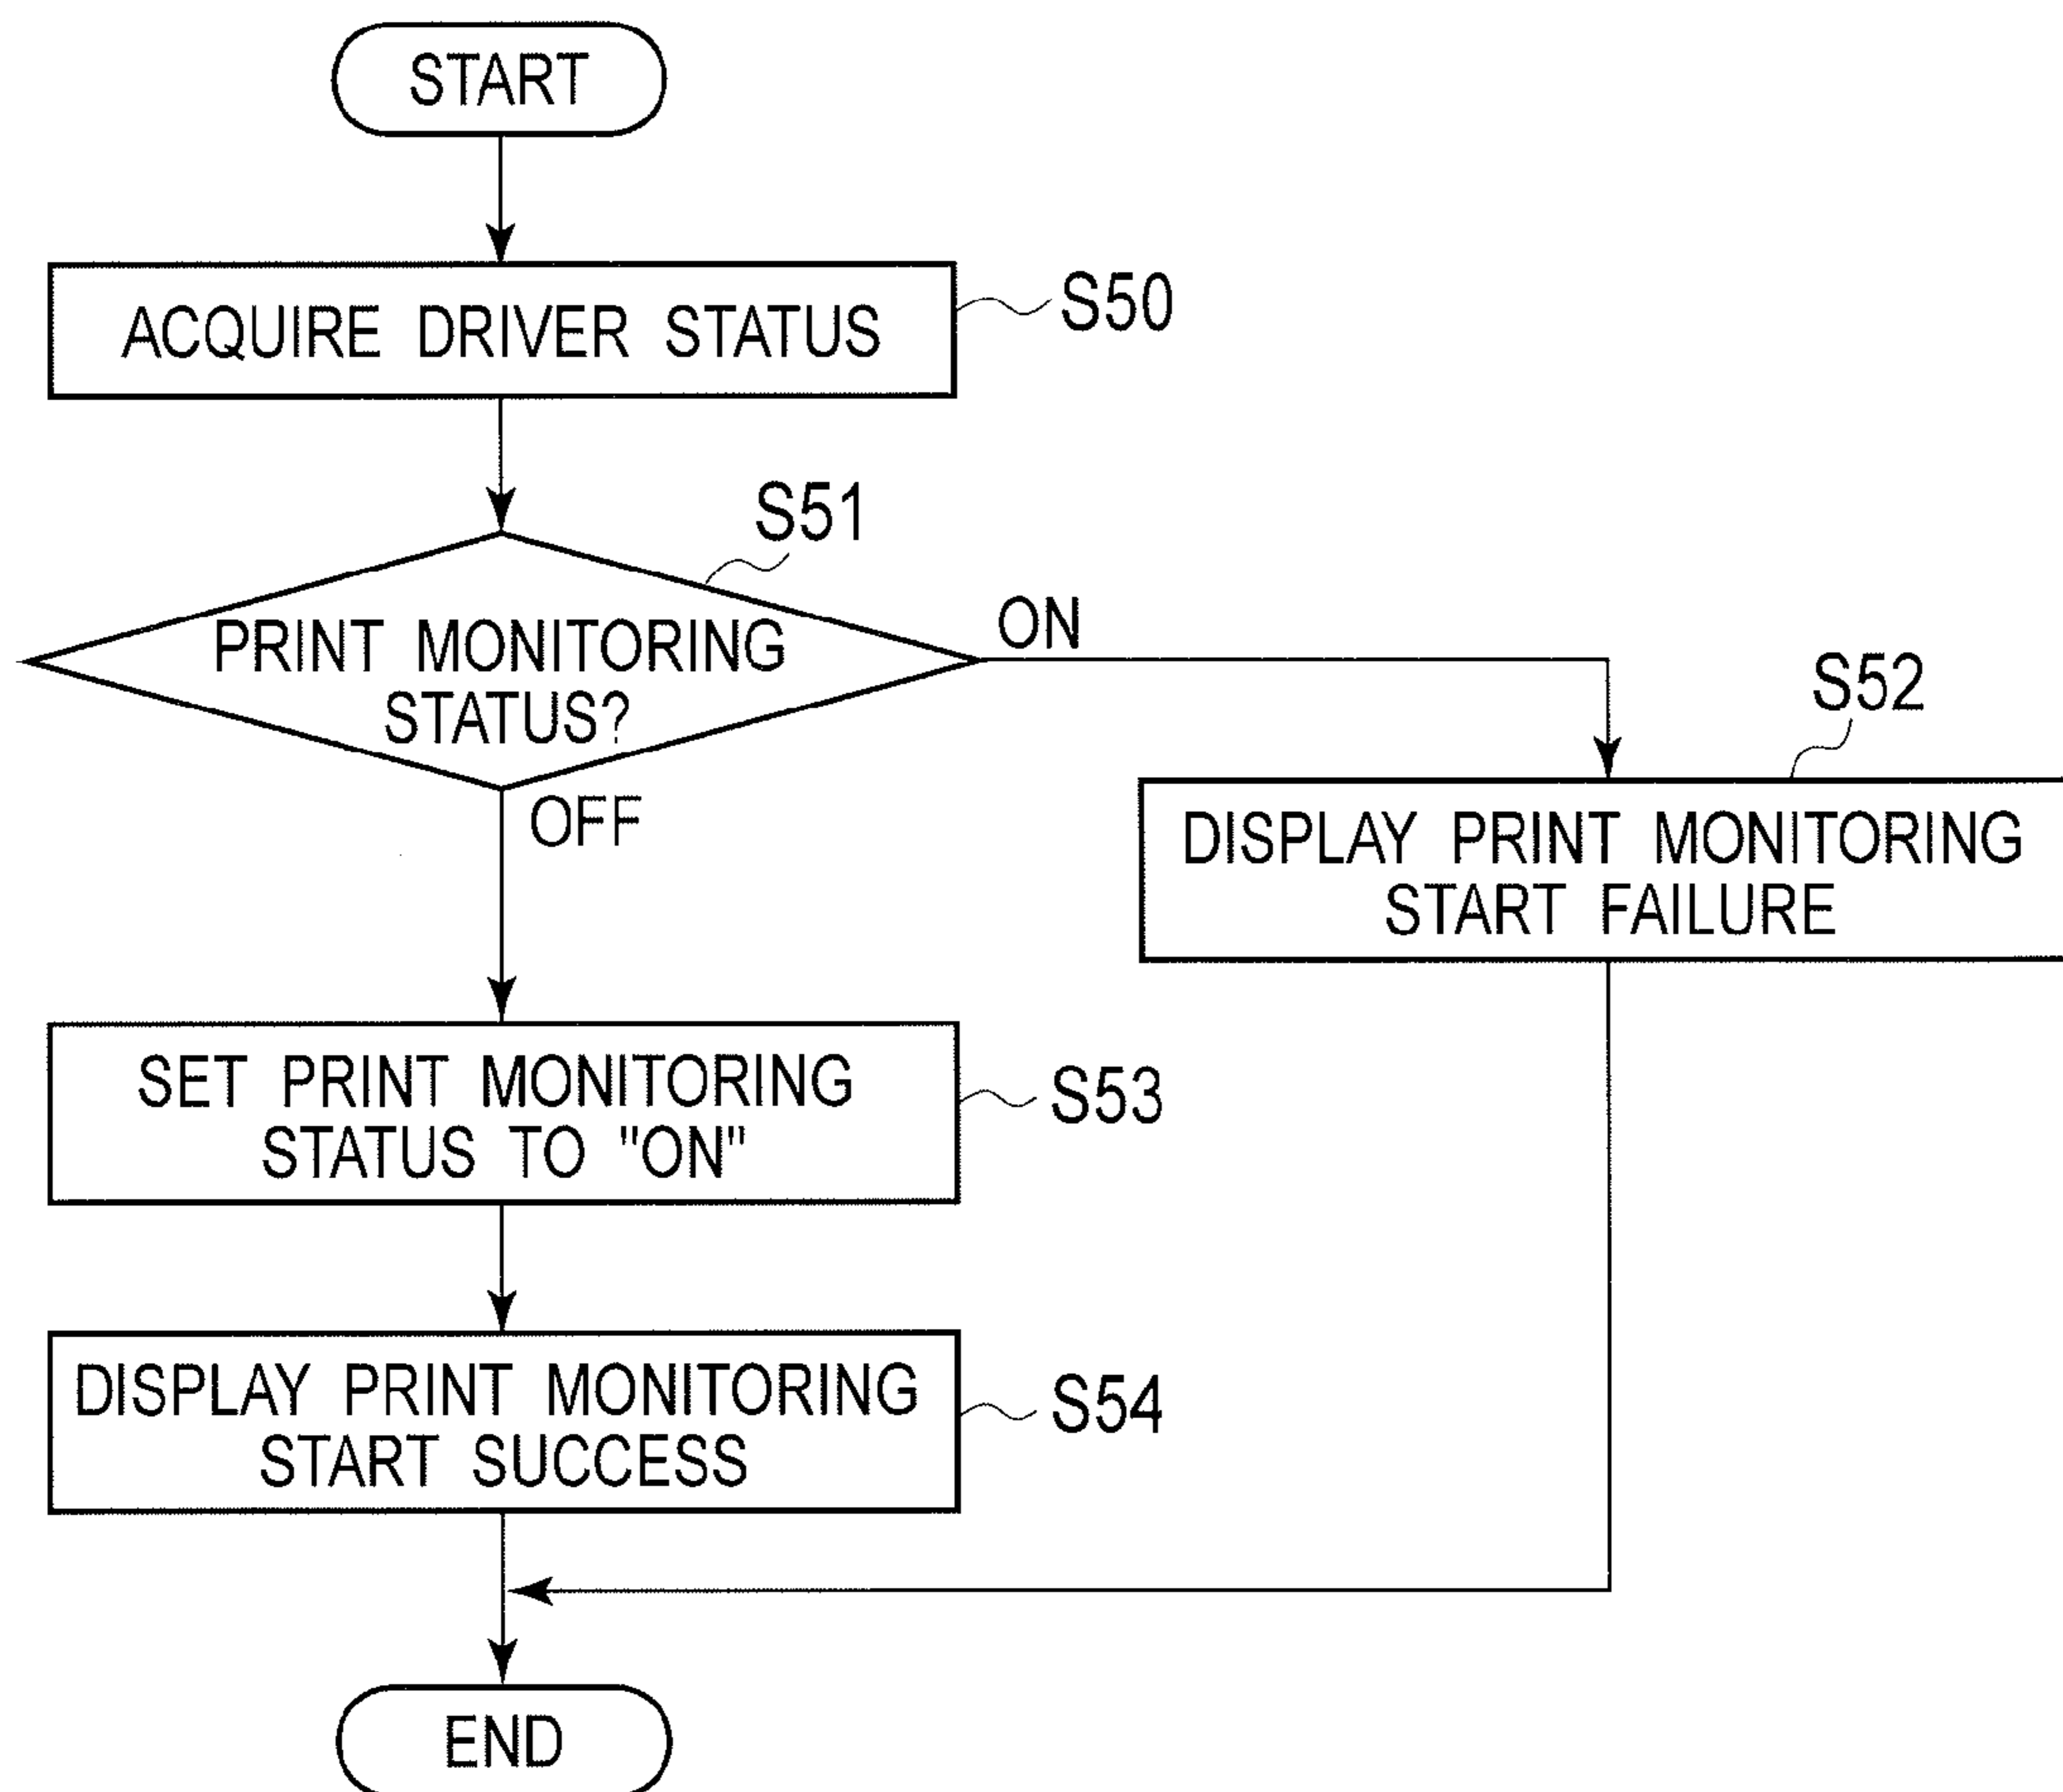 START
ACQUIRE DRIVER STATUS
S50
S51
PRINT MONITORING
STATUS?
ON
OFF
S52
DISPLAY PRINT MONITORING
START FAILURE
SET PRINT MONITORING
STATUS TO "ON"
S53
DISPLAY PRINT MONITORING
START SUCCESS
S54
END